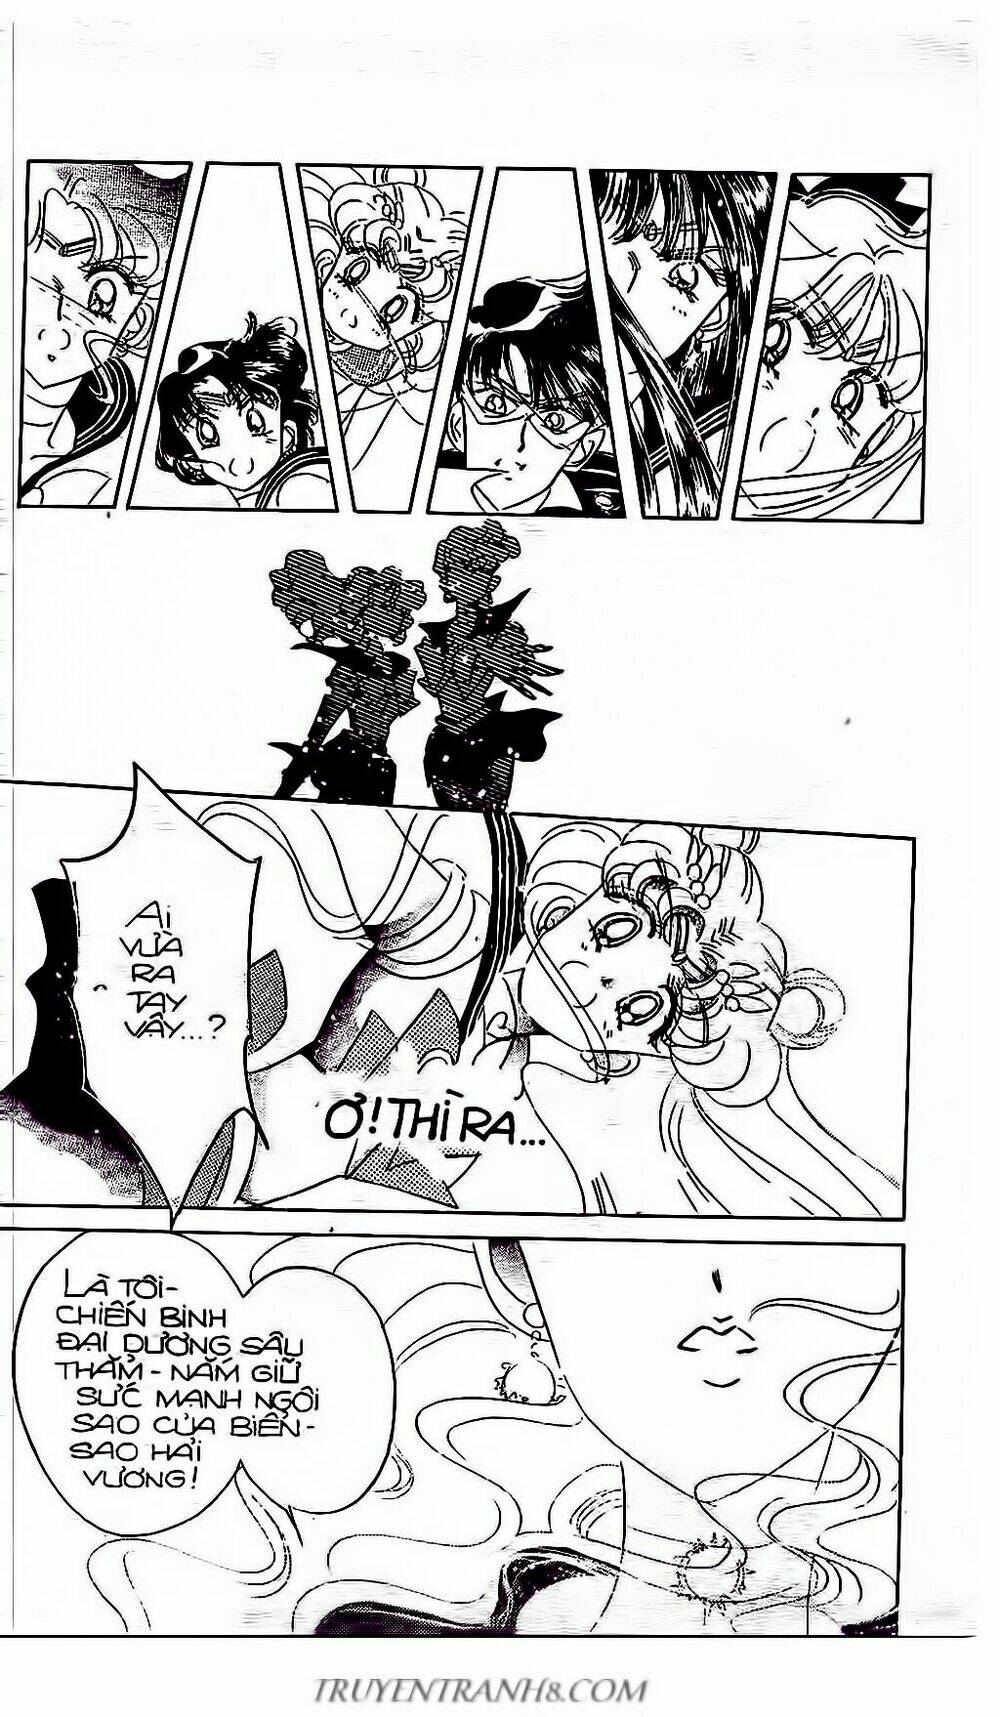 Ai
VỪA
RA
TAY
VẬY...?
Ơ! THÌ RA...
LÀ TÔI-
CHIẾN BINH
ĐẠI DƯƠNG SÂU
THẲM - NẮM GIỮ
SỨC MẠNH NGÔI
SAO CỦA BIỂN-
SAO HẢI
VƯƠNG!
TRUYENTRANH8.COM